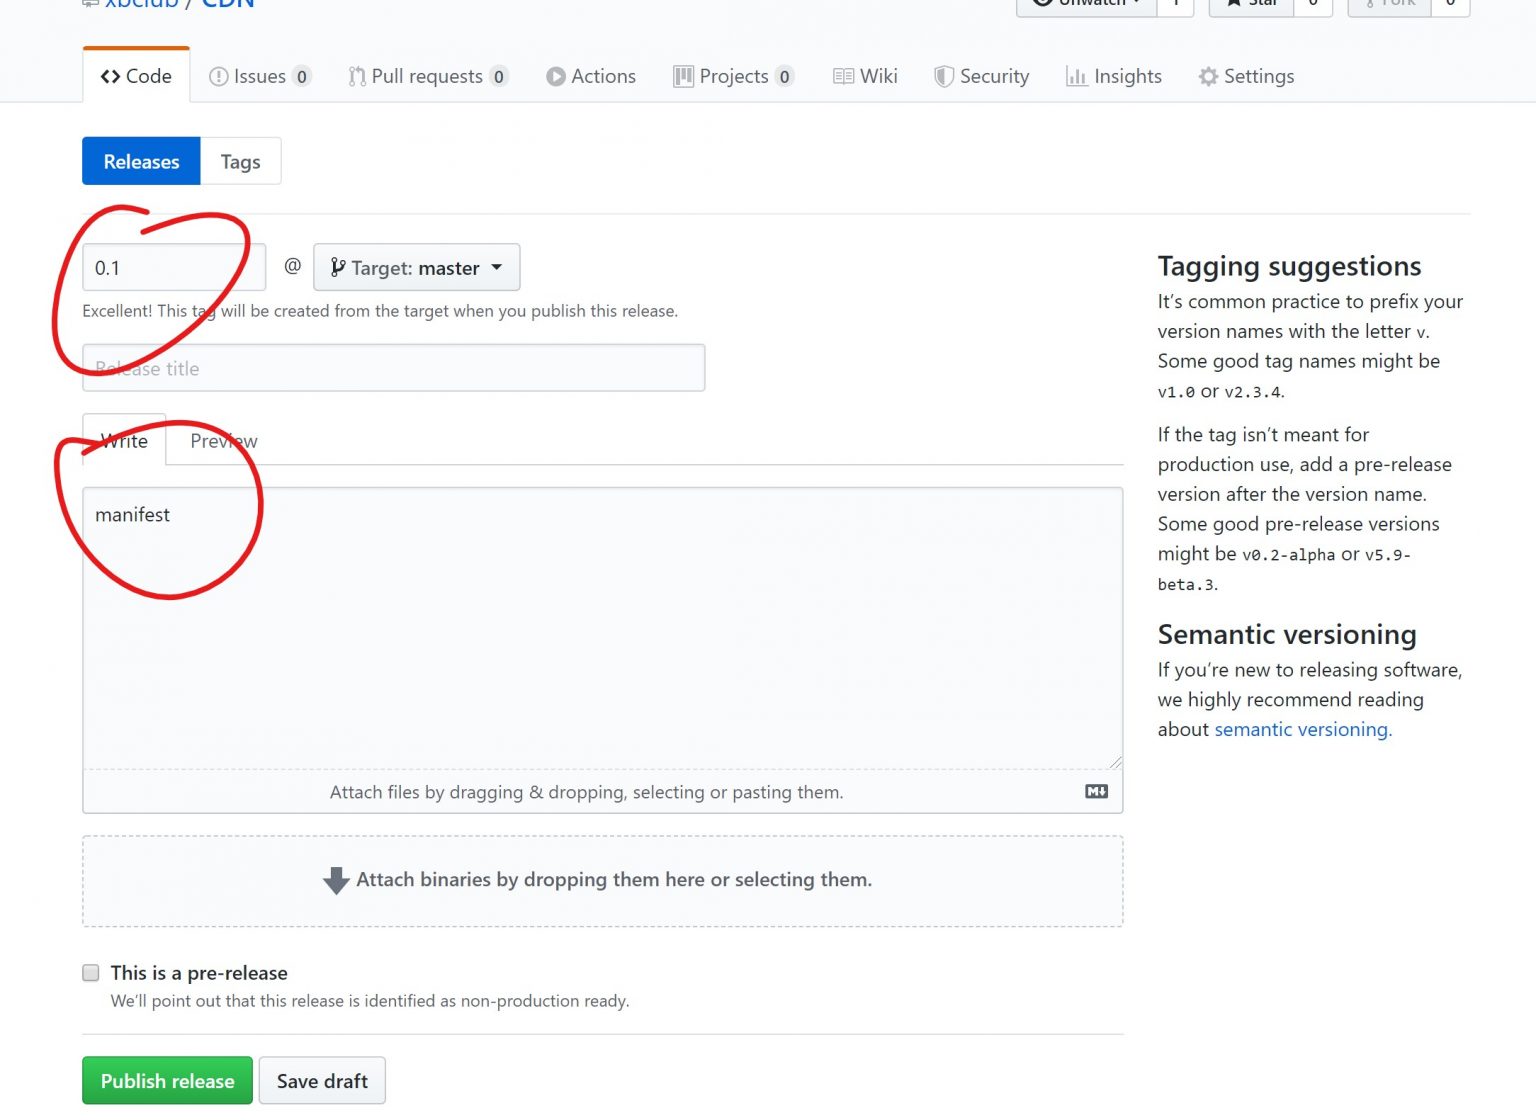 xbclub / CDN
Unwatch 1 Star 0 Fork 0
Code Issues 0 Pull requests 0 Actions Projects 0 Wiki Security Insights Settings
Releases Tags
0.1 @ Target: master
Excellent! This tag will be created from the target when you publish this release.
Release title
Write Preview
manifest
Attach files by dragging & dropping, selecting or pasting them.
M↓
Attach binaries by dropping them here or selecting them.
This is a pre-release
We'll point out that this release is identified as non-production ready.
Publish release Save draft
Tagging suggestions
It's common practice to prefix your
version names with the letter v.
Some good tag names might be
v1.0 or v2.3.4.
If the tag isn't meant for
production use, add a pre-release
version after the version name.
Some good pre-release versions
might be v0.2-alpha or v5.9-
beta.3.
Semantic versioning
If you're new to releasing software,
we highly recommend reading
about semantic versioning.